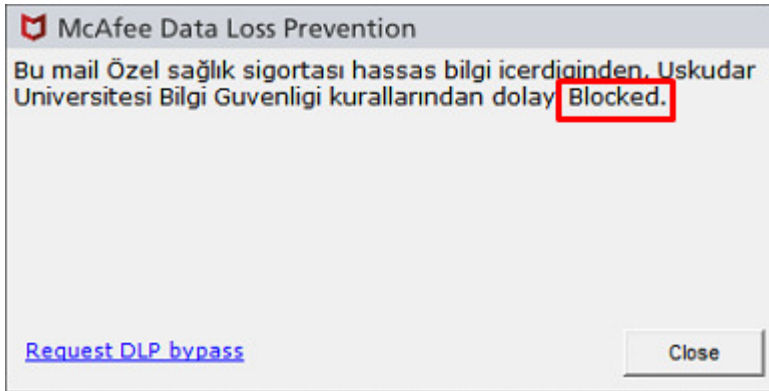 McAfee Data Loss Prevention
Bu mail Özel sağlık sigortası hassas bilgi icerdiginden, Uskudar
Universitesi Bilgi Guvenligi kurallarından dolay Blocked.
Request DLP bypass
Close